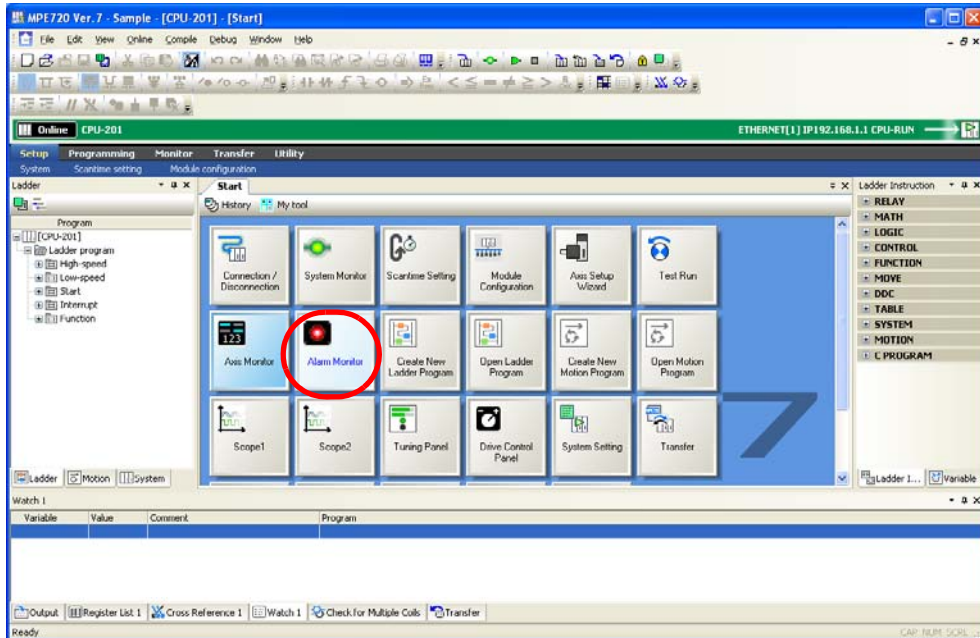 MPE720 Ver. 7 - Sample - [CPU-201] - [Start]
File Edit View Online Compile Debug Window Help
Online CPU-201
ETHERNET[1] IP192.168.1.1 CPU-RUN
Setup Programming Monitor Transfer Utility
System Scantime setting Module configuration
Ladder
Program
[CPU-201]
Ladder program
High-speed
Low-speed
Start
Interrupt
Function
Ladder Motion System
Start
History My tool
Connection / Disconnection
System Monitor
Scantime Setting
Module Configuration
Axis Setup Wizard
Test Run
123
Axis Monitor
Alarm Monitor
Create New Ladder Program
Open Ladder Program
Create New Motion Program
Open Motion Program
Scope1
Scope2
Tuning Panel
Drive Control Panel
System Setting
Transfer
7
Ladder Instruction
RELAY
MATH
LOGIC
CONTROL
FUNCTION
MOVE
DDC
TABLE
SYSTEM
MOTION
C PROGRAM
Ladder I... Variable
Watch 1
Variable Value Comment Program
Output Register List 1 Cross Reference 1 Watch 1 Check for Multiple Coils Transfer
Ready
CAP NUM SCRL